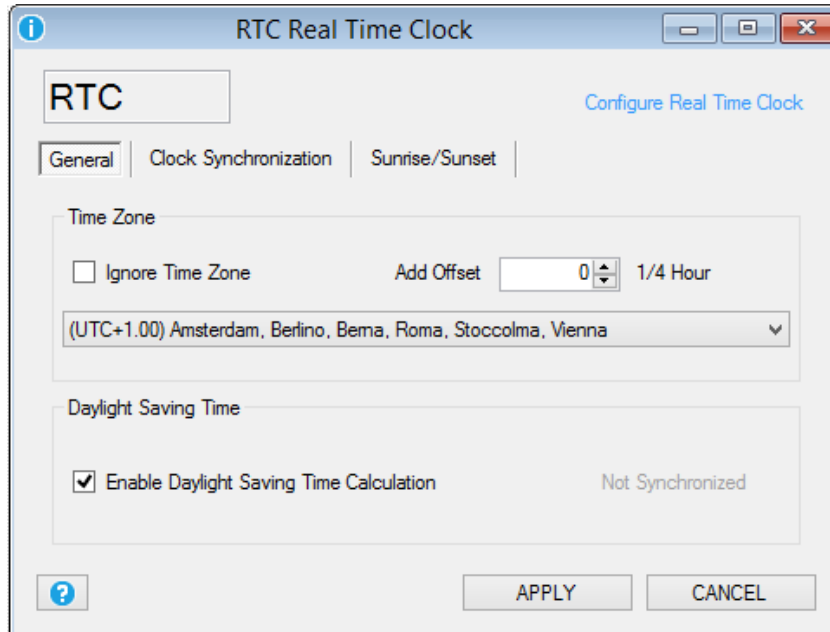 RTC Real Time Clock
RTC
Configure Real Time Clock
General Clock Synchronization Sunrise/Sunset
Time Zone
Ignore Time Zone Add Offset 0 1/4 Hour
(UTC+1.00) Amsterdam, Berlino, Berna, Roma, Stoccolma, Vienna
Daylight Saving Time
Enable Daylight Saving Time Calculation Not Synchronized
APPLY CANCEL